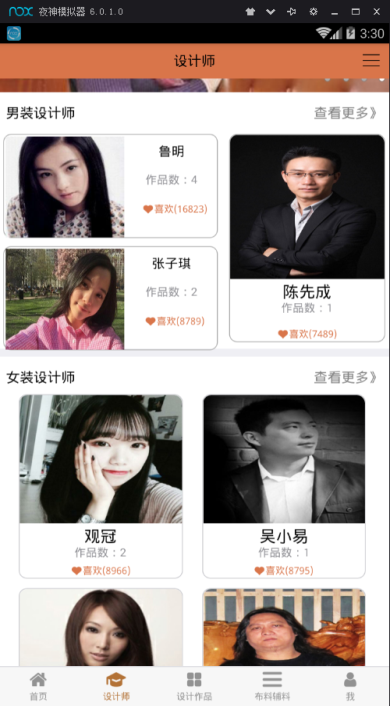 nox 夜神模拟器 6.0.1.0
3:30
设计师
男装设计师 查看更多》
鲁明
作品数：4
喜欢(16823)
张子琪
作品数：2
喜欢(8789)
陈先成
作品数：1
喜欢(7489)
女装设计师 查看更多》
观冠
作品数：2
喜欢(8966)
吴小易
作品数：1
喜欢(8795)
首页 设计师 设计作品 布料辅料 我